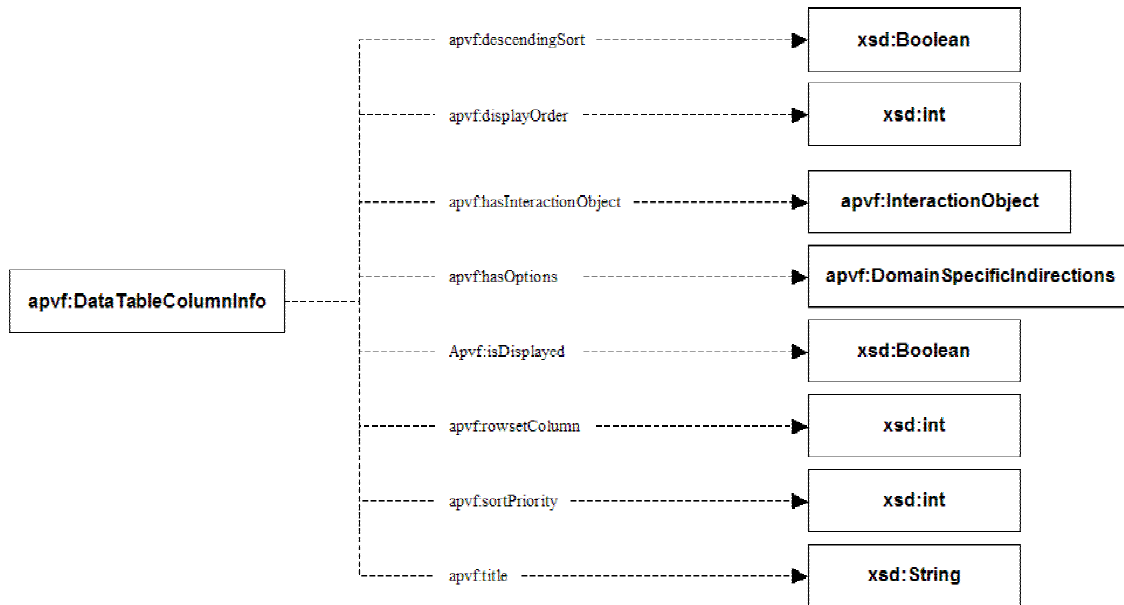 apvf:descendingSort
xsd:Boolean
apvf:displayOrder
xsd:int
apvf:hasInteractionObject
apvf:InteractionObject
apvf:hasOptions
apvf:DomainSpecificIndirections
apvf:DataTableColumnInfo
Apvf:isDisplayed
xsd:Boolean
apvf:rowsetColumn
xsd:int
apvf:sortPriority
xsd:int
apvf:title
xsd:String